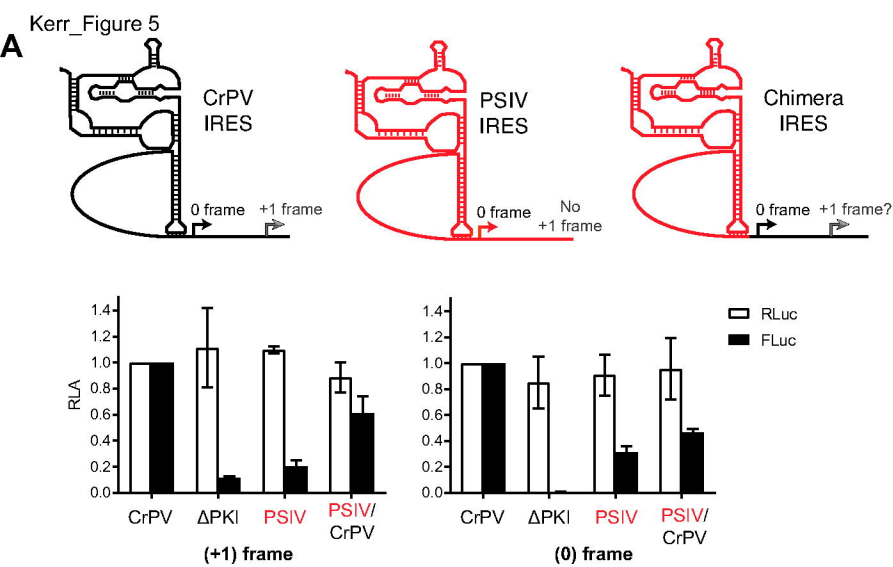 Kerr_Figure 5
A
CrPV
IRES
0 frame
+1 frame
PSIV
IRES
0 frame
No
+1 frame
Chimera
IRES
0 frame
+1 frame?
RLA
1.4
1.2
1.0
0.8
0.6
0.4
0.2
0.0
CrPV
ΔPKI
PSIV
PSIV/
CrPV
(+1) frame
1.4
1.2
1.0
0.8
0.6
0.4
0.2
0.0
CrPV
ΔPKI
PSIV
PSIV/
CrPV
(0) frame
RLuc
FLuc